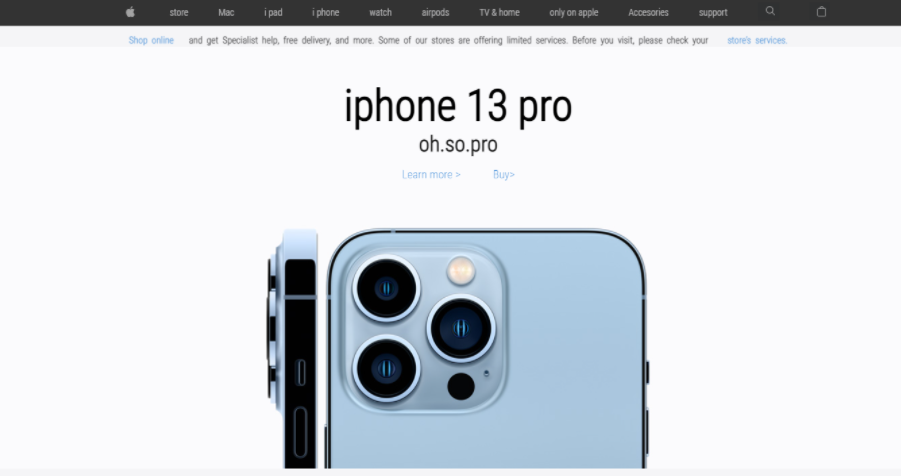 store Mac i pad i phone watch airpods TV & home only on apple Accesories support
Shop online and get Specialist help, free delivery, and more. Some of our stores are offering limited services. Before you visit, please check your store's services.
iphone 13 pro
oh.so.pro
Learn more > Buy>